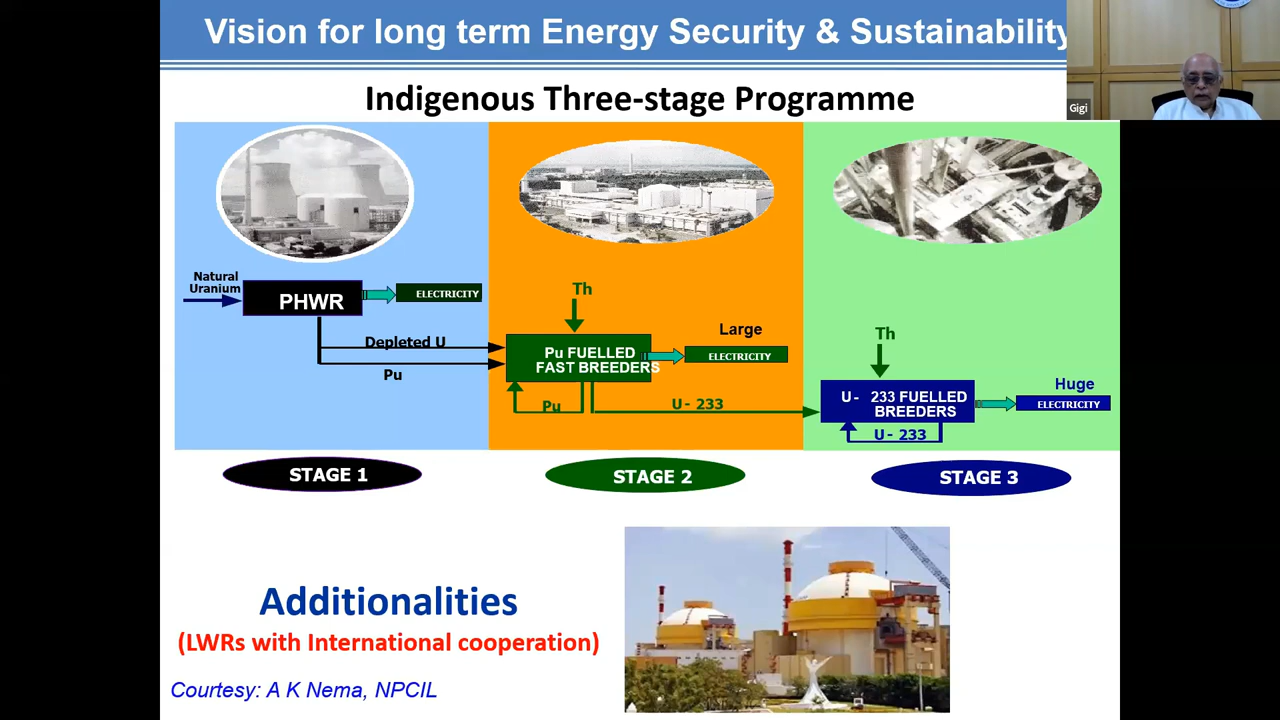 Vision for long term Energy Security & Sustainability
Gigi
Indigenous Three-stage Programme
Natural
Uranium
PHWR
ELECTRICITY
Depleted U
Pu
Th
Pu FUELLED
FAST BREEDERS
Large
ELECTRICITY
Pu
U- 233
Th
U- 233 FUELLED
BREEDERS
Huge
ELECTRICITY
U- 233
STAGE 1
STAGE 2
STAGE 3
Additionalities
(LWRs with International cooperation)
Courtesy: A K Nema, NPCIL